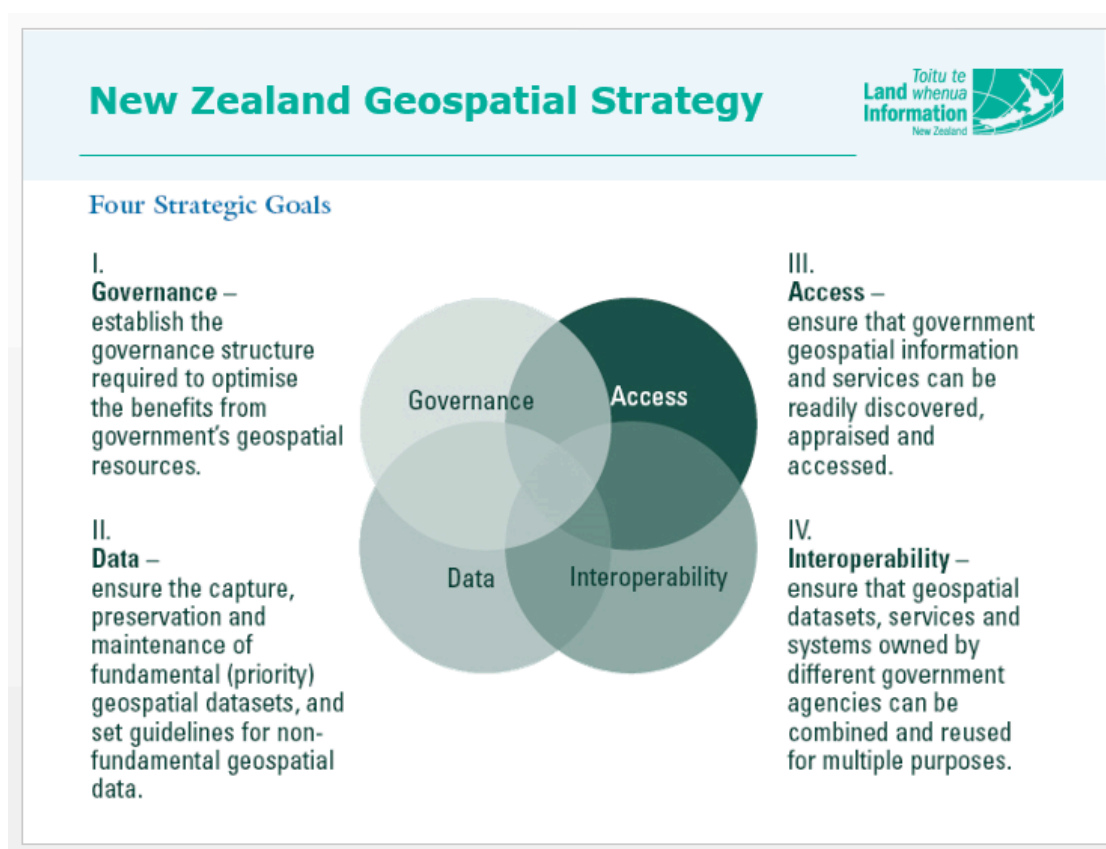 New Zealand Geospatial Strategy
Toitu te
Land whenua
Information
New Zealand
Four Strategic Goals
I.
Governance –
establish the
governance structure
required to optimise
the benefits from
government's geospatial
resources.
II.
Data –
ensure the capture,
preservation and
maintenance of
fundamental (priority)
geospatial datasets, and
set guidelines for non-
fundamental geospatial
data.
Governance
Access
Data
Interoperability
III.
Access –
ensure that government
geospatial information
and services can be
readily discovered,
appraised and
accessed.
IV.
Interoperability –
ensure that geospatial
datasets, services and
systems owned by
different government
agencies can be
combined and reused
for multiple purposes.